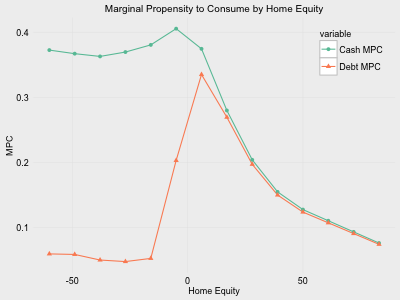 Marginal Propensity to Consume by Home Equity
variable
Cash MPC
Debt MPC
0.4
0.3
0.2
0.1
MPC
-50
0
50
Home Equity